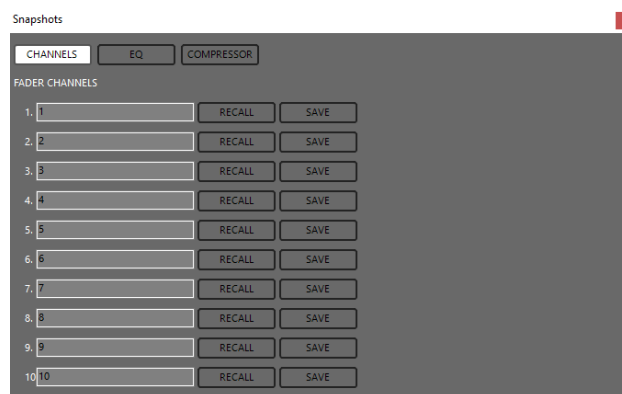 Snapshots
CHANNELS EQ COMPRESSOR
FADER CHANNELS
1. 1 RECALL SAVE
2. 2 RECALL SAVE
3. 3 RECALL SAVE
4. 4 RECALL SAVE
5. 5 RECALL SAVE
6. 6 RECALL SAVE
7. 7 RECALL SAVE
8. 8 RECALL SAVE
9. 9 RECALL SAVE
10 10 RECALL SAVE